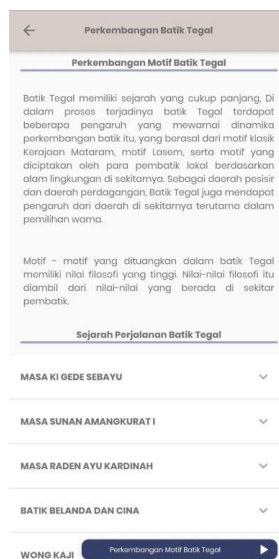 Perkembangan Batik Tegal
Perkembangan Motif Batik Tegal
Batik Tegal memiliki sejarah yang cukup panjang, Di
dalam proses terjadinya batik Tegal terdapat
beberapa pengaruh yang mewarnai dinamika
perkembangan batik itu, yang berasal dari motif klasik
Kerajaan Mataram, motif Lasem, serta motif yang
diciptakan oleh para pembatik lokal berdasarkan
alam lingkungan di sekitarnya. Sebagai daerah pesisir
dan daerah perdagangan, Batik Tegal juga mendapat
pengaruh dari daerah di sekitarnya terutama dalam
pemilihan warna.
Motif - motif yang dituangkan dalam batik Tegal
memiliki nilai filosofi yang tinggi. Nilai-nilai filosofi itu
diambil dari nilai-nilai yang berada di sekitar
pembatik.
Sejarah Perjalanan Batik Tegal
MASA KI GEDE SEBAYU
MASA SUNAN AMANGKURAT I
MASA RADEN AYU KARDINAH
BATIK BELANDA DAN CINA
WONG KAJI
Perkembangan Motif Batik Tegal